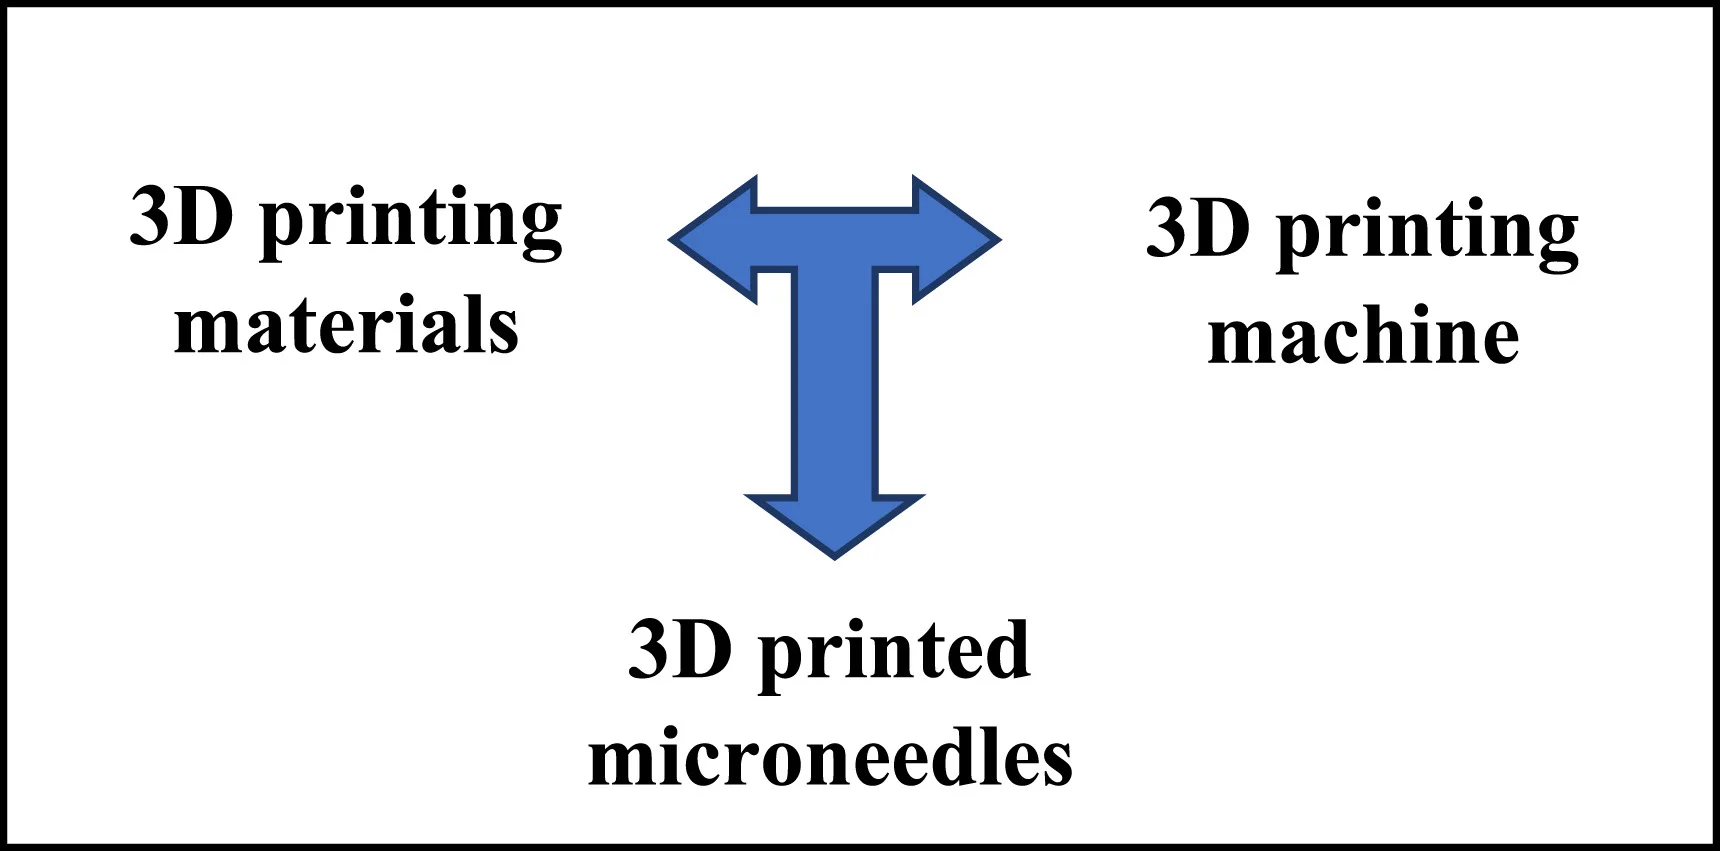 3D printing
materials
3D printing
machine
3D printed
microneedles